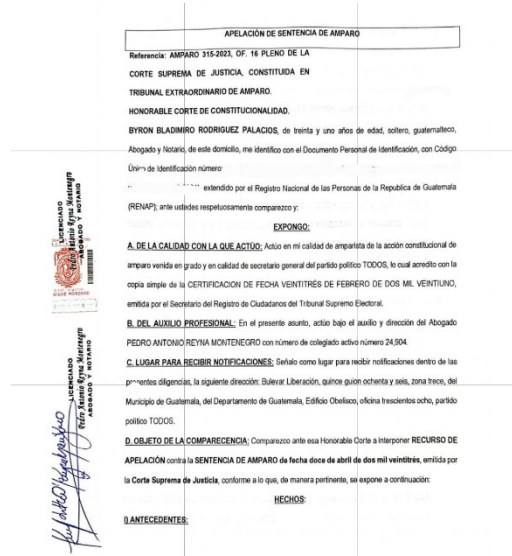 APELACIÓN DE SENTENCIA DE AMPARO
Referencia: AMPARO 315-2023, OF. 16 PLENO DE LA
CORTE SUPREMA DE JUSTICIA, CONSTITUIDA EN
TRIBUNAL EXTRAORDINARIO DE AMPARO.
HONORABLE CORTE DE CONSTITUCIONALIDAD.
BYRON BLADIMIRO RODRIGUEZ PALACIOS, de treinta y uno años de edad, soltero, guatemalteco,
Abogado y Notario, de este domicilio, me identifico con el Documento Personal de Identificación, con Código
Único de Identificación número
extendido por el Registro Nacional de las Personas de la Republica de Guatemala
(RENAP); ante ustedes respetuosamente comparezco y:
EXPONGO:
A. DE LA CALIDAD CON LA QUE ACTÚO: Actúo en mi calidad de amparista de la acción constitucional de
amparo venida en grado y en calidad de secretario general del partido político TODOS, lo cual acredito con la
copia simple de la CERTIFICACION DE FECHA VEINTITRÉS DE FEBRERO DE DOS MIL VEINTIUNO,
emitida por el Secretario del Registro de Ciudadanos del Tribunal Supremo Electoral.
B. DEL AUXILIO PROFESIONAL: En el presente asunto, actúo bajo el auxilio y dirección del Abogado
PEDRO ANTONIO REYNA MONTENEGRO con número de colegiado activo número 24,904.
C. LUGAR PARA RECIBIR NOTIFICACIONES: Señalo como lugar para recibir notificaciones dentro de las
presentes diligencias, la siguiente dirección: Bulevar Liberación, quince guion ochenta y seis, zona trece, del
Municipio de Guatemala, del Departamento de Guatemala, Edificio Obelisco, oficina trescientos ocho, partido
político TODOS.
D. OBJETO DE LA COMPARECENCIA: Comparezco ante esa Honorable Corte a interponer RECURSO DE
APELACIÓN contra la SENTENCIA DE AMPARO de fecha doce de abril de dos mil veintitrés, emitida por
la Corte Suprema de Justicia, conforme a lo que, de manera pertinente, se expone a continuación:
HECHOS:
I) ANTECEDENTES:
LICENCIADO
Pedro Antonio Reyna Montenegro
ABOGADO Y NOTARIO
LICENCIADO
Pedro Antonio Reyna Montenegro
ABOGADO Y NOTARIO